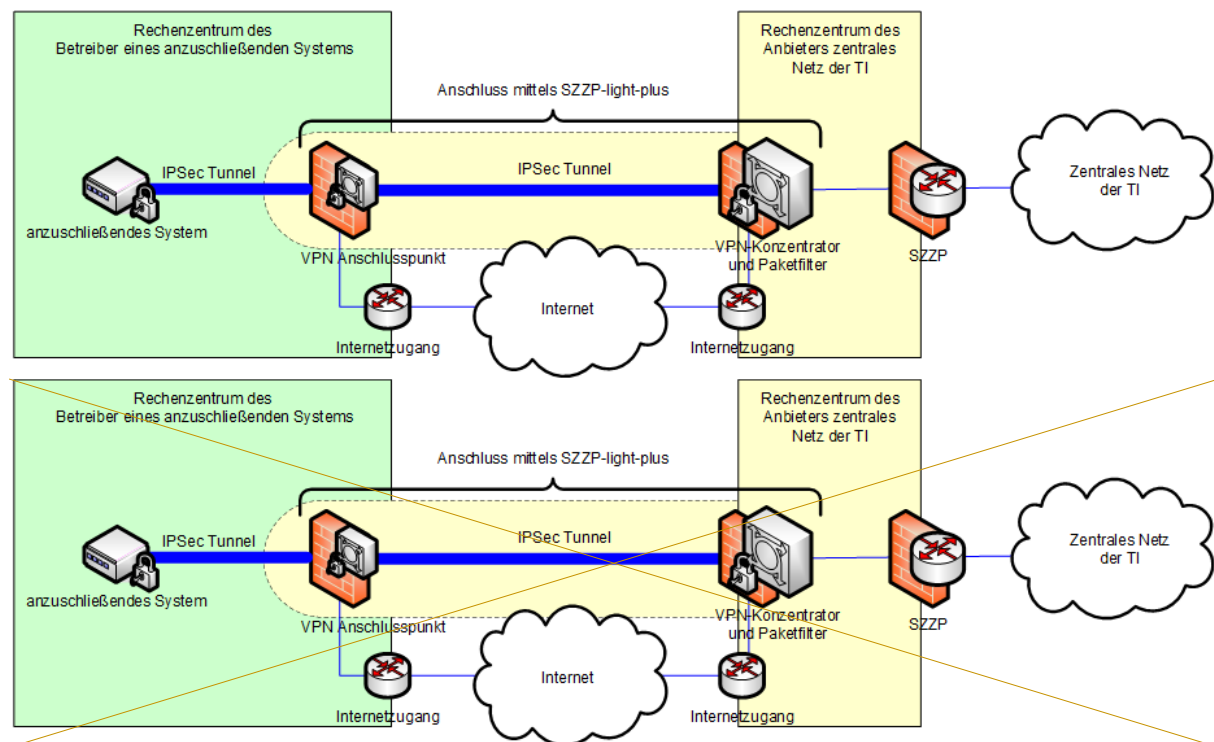 Rechenzentrum des
Betreiber eines anzuschließenden Systems
Rechenzentrum des
Anbieters zentrales
Netz der TI
Anschluss mittels SZZP-light-plus
IPSec Tunnel
IPSec Tunnel
Zentrales Netz
der TI
anzuschließendes System
VPN Anschlusspunkt
VPN-Konzentrator
und Paketfilter
SZZP
Internet
Internetzugang
Internetzugang
Rechenzentrum des
Betreiber eines anzuschließenden Systems
Rechenzentrum des
Anbieters zentrales
Netz der TI
Anschluss mittels SZZP-light-plus
IPSec Tunnel
IPSec Tunnel
Zentrales Netz
der TI
anzuschließendes System
VPN Anschlusspunkt
VPN-Konzentrator
und Paketfilter
SZZP
Internet
Internetzugang
Internetzugang